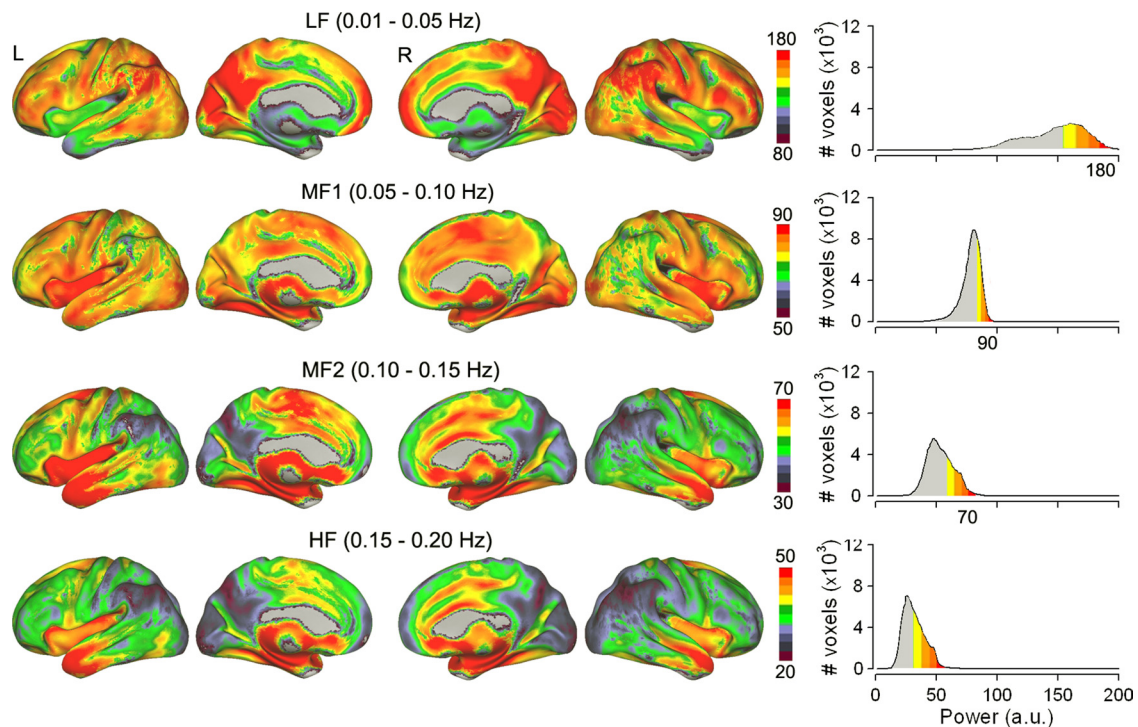 LF (0.01 - 0.05 Hz)
L
R
180
80
# voxels (x10³)
12
8
4
0
180
MF1 (0.05 - 0.10 Hz)
90
50
# voxels (x10³)
12
8
4
0
90
MF2 (0.10 - 0.15 Hz)
70
30
# voxels (x10³)
12
8
4
0
70
HF (0.15 - 0.20 Hz)
50
20
# voxels (x10³)
12
8
4
0
0 50 100 150 200
Power (a.u.)